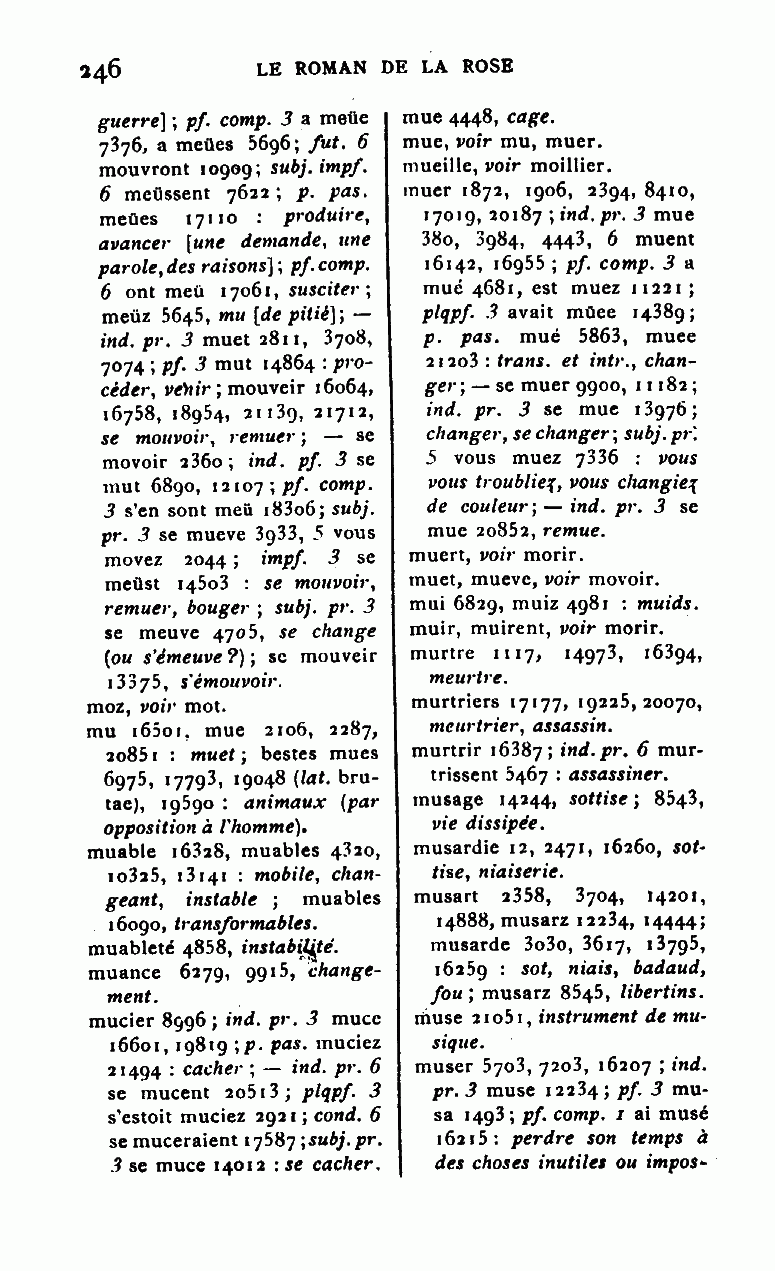 246 LE ROMAN DE LA ROSE
guerre] ; pf. comp. 3 a meüe
7376, a meües 5696; fut. 6
mouvront 10909; subj. impf.
6 meüssent 7622 ; p. pas.
meües 17110 : produire,
avancer [une demande, une
parole, des raisons] ; pf. comp.
6 ont meü 17061, susciter ;
meüz 5645, mu [de pitié] ; —
ind. pr. 3 muet 2811, 3708,
7074 ; pf. 3 mut 14864 : pro-
céder, venir ; mouveir 16064,
16758, 18954, 21139, 21712,
se mouvoir, remuer ; — se
movoir 2360 ; ind. pf. 3 se
mut 6890, 12107 ; pf. comp.
3 s'en sont meü 18306; subj.
pr. 3 se mueve 3933, 5 vous
movez 2044 ; impf. 3 se
meüst 14503 : se mouvoir,
remuer, bouger ; subj. pr. 3
se meuve 4705, se change
(ou s'émeuve ?) ; se mouveir
13375, s'émouvoir.
moz, voir mot.
mu 16501, mue 2106, 2287,
20851 : muet ; bestes mues
6975, 17793, 19048 (lat. bru-
tae), 19590 : animaux (par
opposition à l'homme).
muable 16328, muables 4320,
10325, 13141 : mobile, chan-
geant, instable ; muables
16090, transformables.
muableté 4858, instabilité.
muance 6279, 9915, change-
ment.
mucier 8996 ; ind. pr. 3 muce
16601, 19819 ; p. pas. muciez
21494 : cacher ; — ind. pr. 6
se mucent 20513 ; plqpf. 3
s'estoit muciez 2921 ; cond. 6
se muceraient 17587 ; subj. pr.
3 se muce 14012 : se cacher.
mue 4448, cage.
mue, voir mu, muer.
mueille, voir moillier.
muer 1872, 1906, 2394, 8410,
17019, 20187 ; ind. pr. 3 mue
380, 3984, 4443, 6 muent
16142, 16955 ; pf. comp. 3 a
mué 4681, est muez 11221 ;
plqpf. 3 avait müee 14389;
p. pas. mué 5863, muee
21203 : trans. et intr., chan-
ger ; — se muer 9900, 11182 ;
ind. pr. 3 se mue 13976 ;
changer, se changer ; subj. pr.
5 vous muez 7336 : vous
vous troubliez, vous changiez
de couleur ; — ind. pr. 3 se
mue 20852, remue.
muert, voir morir.
muet, mueve, voir movoir.
mui 6829, muiz 4981 : muids.
muir, muirent, voir morir.
murtre 1117, 14973, 16394,
meurtre.
murtriers 17177, 19225, 20070,
meurtrier, assassin.
murtrir 16387 ; ind. pr. 6 mur-
trissent 5467 : assassiner.
musage 14244, sottise ; 8543,
vie dissipée.
musardie 12, 2471, 16260, sot-
tise, niaiserie.
musart 2358, 3704, 14201,
14888, musarz 12234, 14444;
musarde 3030, 3617, 13795,
16259 : sot, niais, badaud,
fou ; musarz 8545, libertins.
muse 21051, instrument de mu-
sique.
muser 5703, 7203, 16207 ; ind.
pr. 3 muse 12234 ; pf. 3 mu-
sa 1493 ; pf. comp. 1 ai musé
16215 : perdre son temps à
des choses inutiles ou impos-